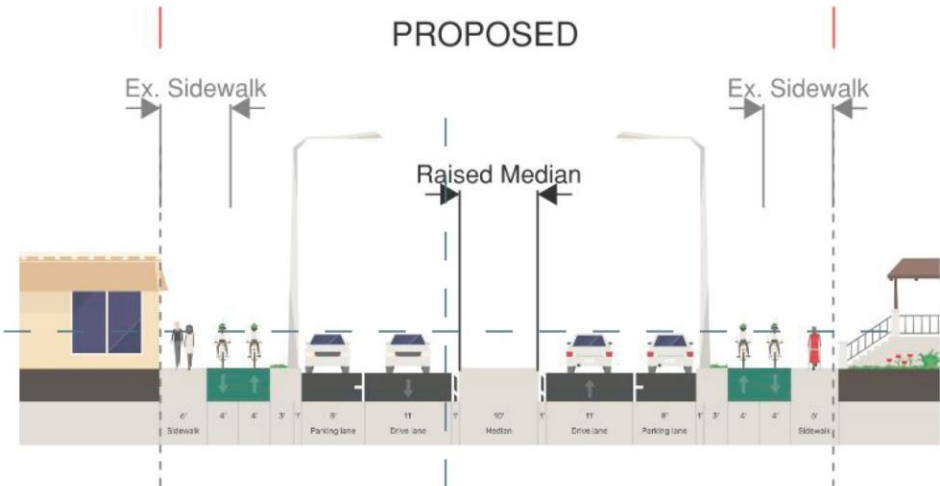 PROPOSED
Ex. Sidewalk
Ex. Sidewalk
Raised Median
6' 4' 4' 3' 1' 8' 11' 1' 10' 1' 11' 8' 1' 3' 4' 4' 6'
Sidewalk Parking lane Drive lane Median Drive lane Parking lane Sidewalk